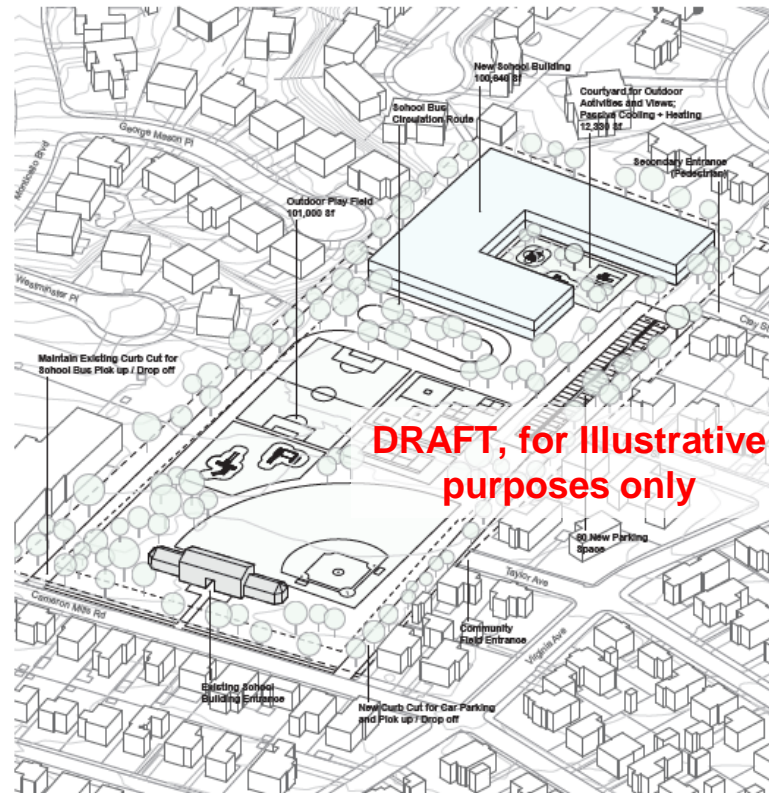 New School Building
100,640 Sf
Courtyard for Outdoor
Activities and Views;
Passive Cooling + Heating
12,330 Sf
School Bus
Circulation Route
George Mason Pl
Monticello Blvd
Secondary Entrance
(Pedestrian)
Outdoor Play Field
101,000 Sf
Westminster Pl
Maintain Existing Curb Cut for
School Bus Pick up / Drop off
DRAFT, for Illustrative
purposes only
60 New Parking
Space
Taylor Ave
Cameron Mills Rd
Community
Field Entrance
Virginia Ave
Existing School
Building Entrance
New Curb Cut for Car Parking
and Pick up / Drop off